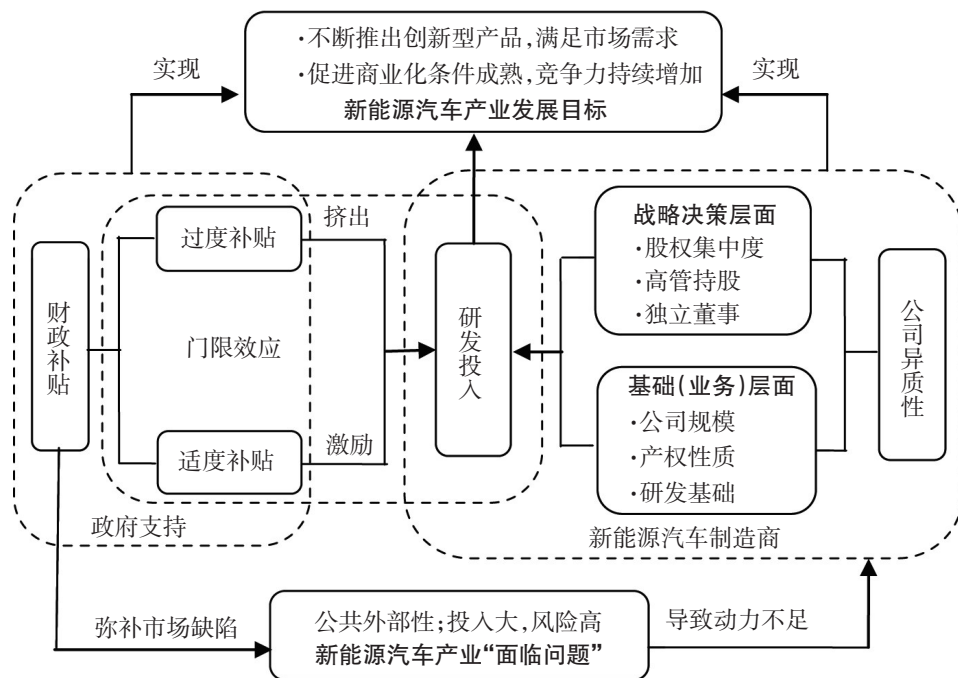 ·不断推出创新型产品,满足市场需求
·促进商业化条件成熟,竞争力持续增加
新能源汽车产业发展目标
实现
实现
财政补贴
过度补贴
门限效应
适度补贴
挤出
激励
政府支持
研发投入
战略决策层面
·股权集中度
·高管持股
·独立董事
基础(业务)层面
·公司规模
·产权性质
·研发基础
公司异质性
新能源汽车制造商
弥补市场缺陷
公共外部性;投入大,风险高
新能源汽车产业“面临问题”
导致动力不足